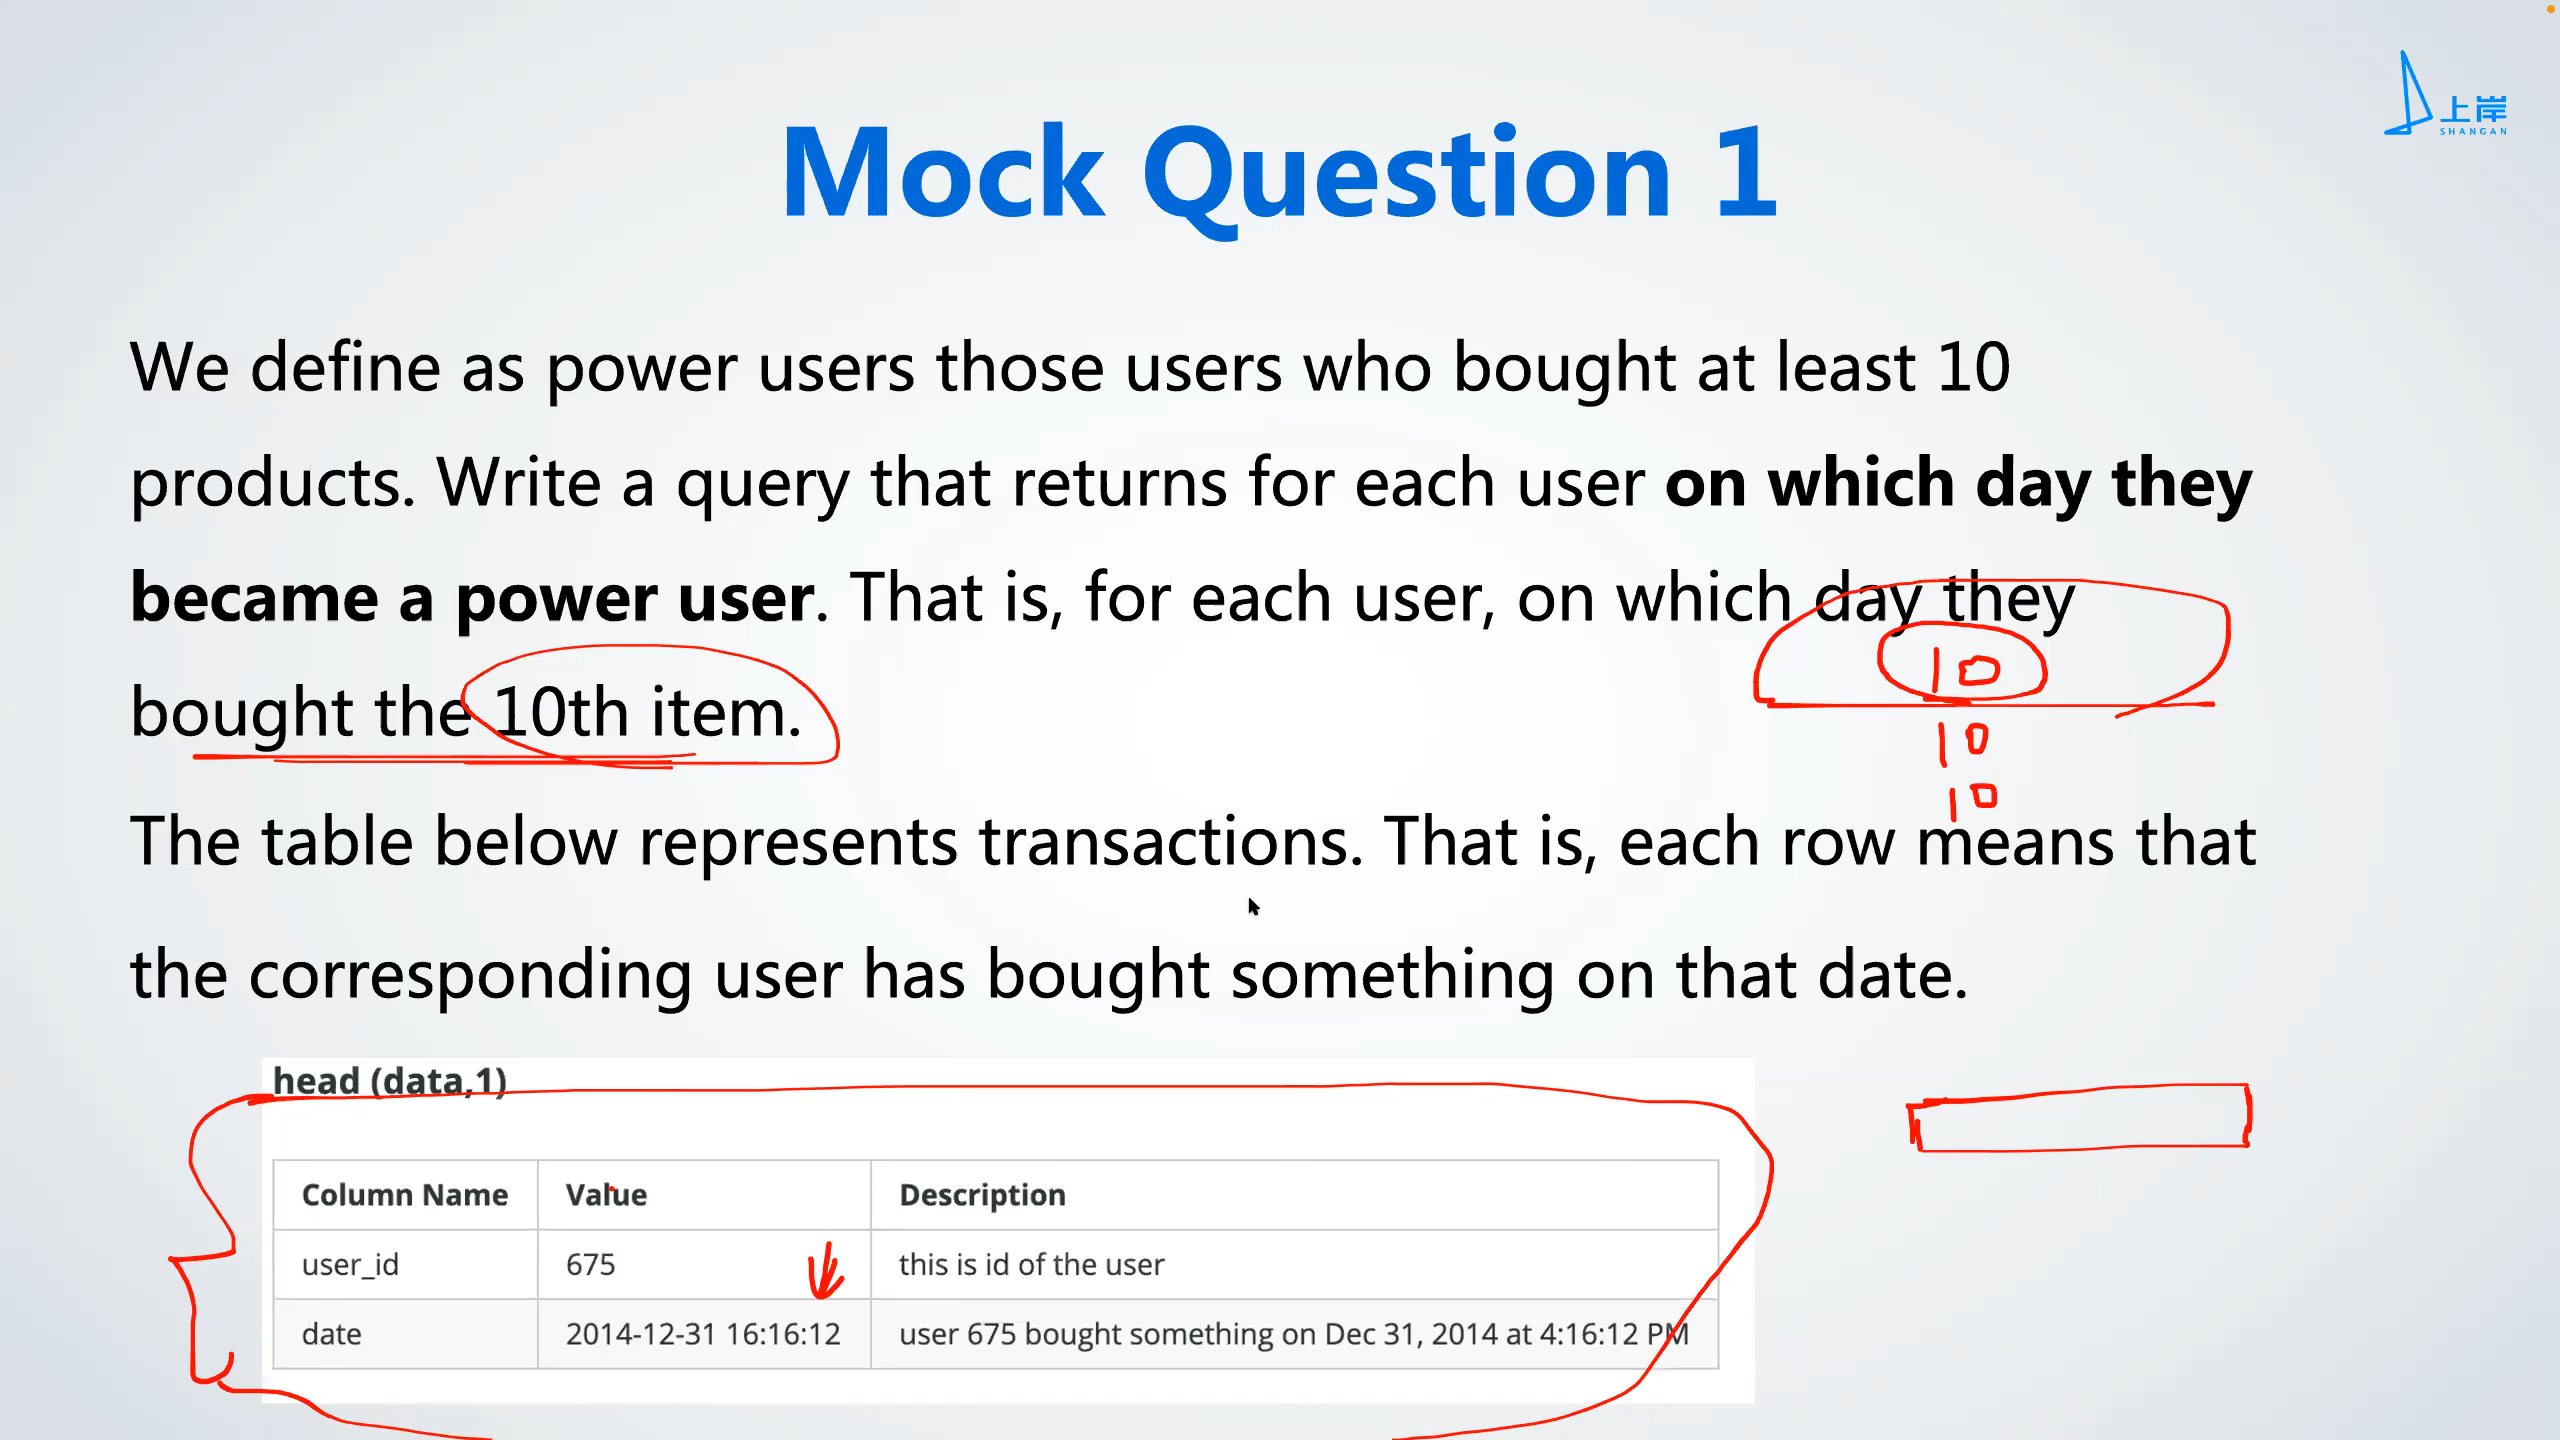 上岸
SHANGAN
Mock Question 1
We define as power users those users who bought at least 10
products. Write a query that returns for each user on which day they
became a power user. That is, for each user, on which day they
10
bought the 10th item.
10
10
The table below represents transactions. That is, each row means that
the corresponding user has bought something on that date.
head (data,1)
Column Name Value Description
user_id 675 this is id of the user
date 2014-12-31 16:16:12 user 675 bought something on Dec 31, 2014 at 4:16:12 PM